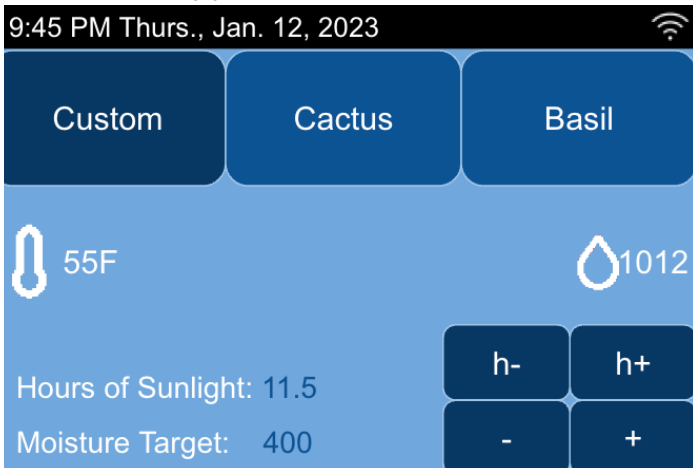 9:45 PM Thurs., Jan. 12, 2023
Custom Cactus Basil
55F 1012
h- h+
Hours of Sunlight: 11.5
Moisture Target: 400 - +